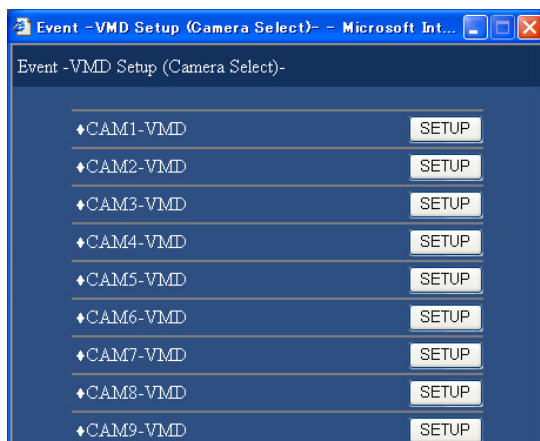 Event -VMD Setup (Camera Select)- - Microsoft Int...
Event -VMD Setup (Camera Select)-
♦CAM1-VMD SETUP
♦CAM2-VMD SETUP
♦CAM3-VMD SETUP
♦CAM4-VMD SETUP
♦CAM5-VMD SETUP
♦CAM6-VMD SETUP
♦CAM7-VMD SETUP
♦CAM8-VMD SETUP
♦CAM9-VMD SETUP